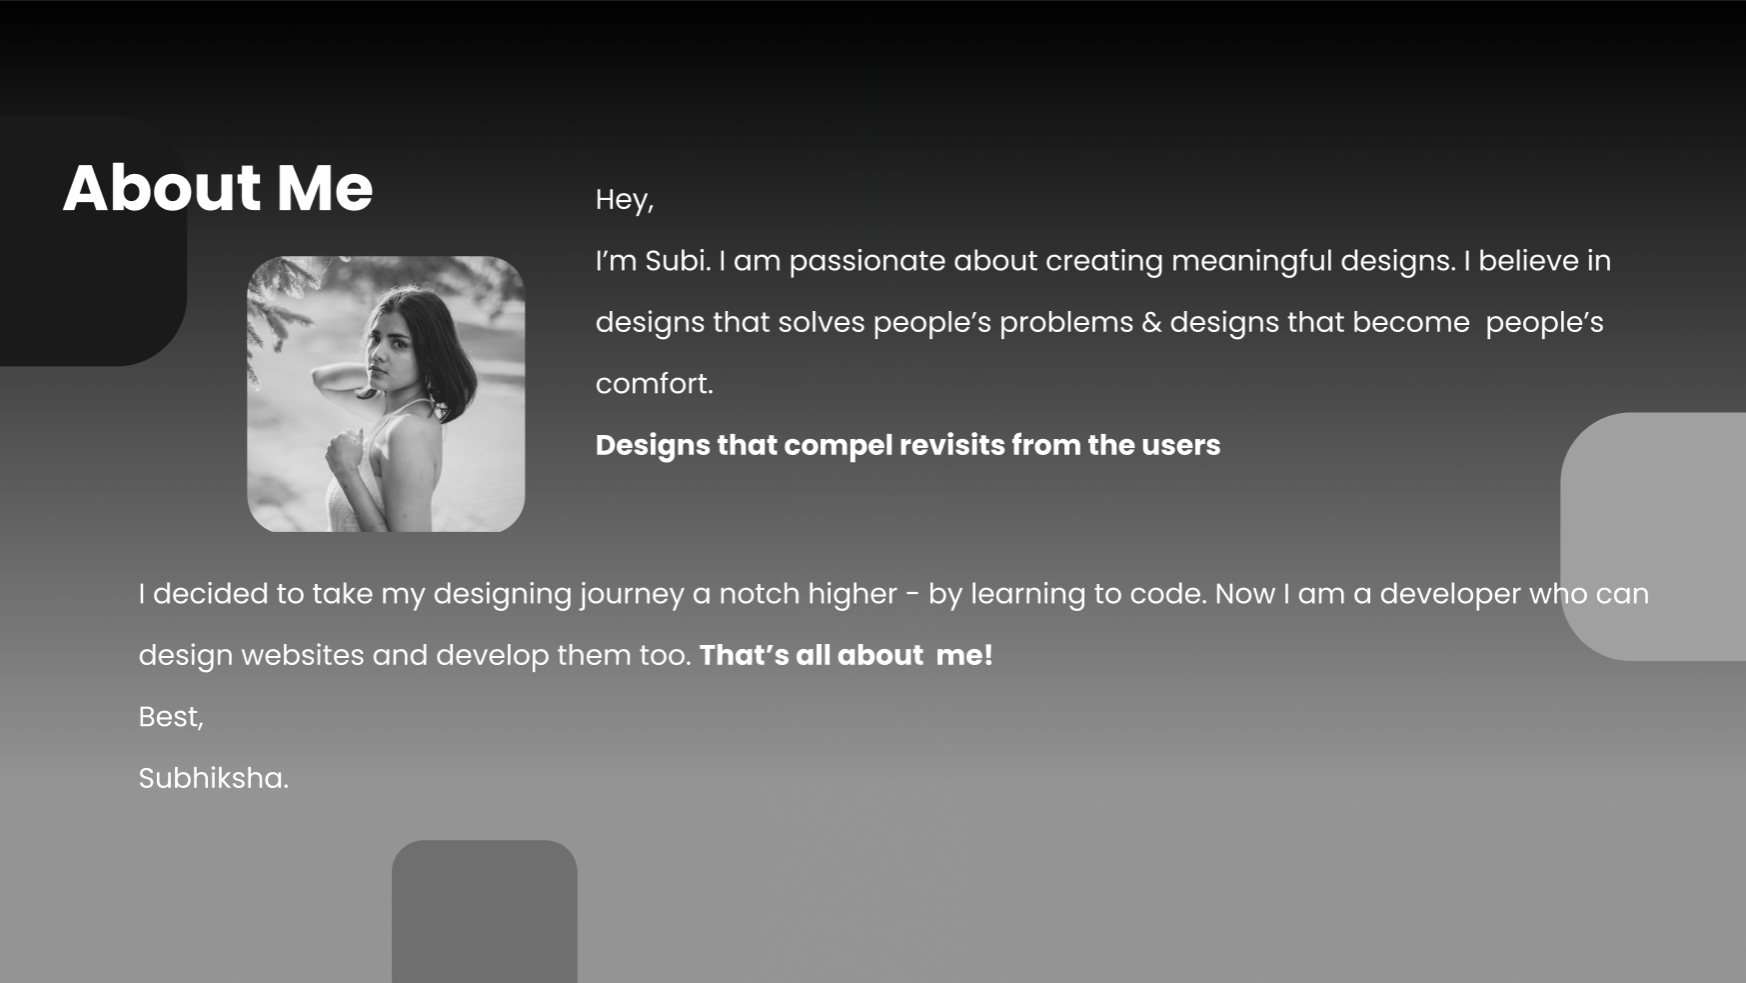 About Me
Hey,
I’m Subi. I am passionate about creating meaningful designs. I believe in
designs that solves people’s problems & designs that become  people’s
comfort.
Designs that compel revisits from the users
I decided to take my designing journey a notch higher - by learning to code. Now I am a developer who can
design websites and develop them too. That’s all about  me!
Best,
Subhiksha.